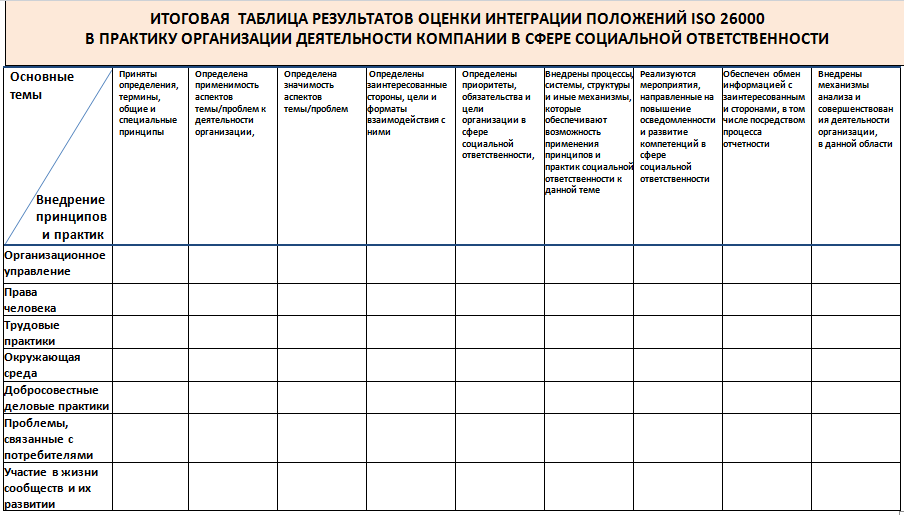 ИТОГОВАЯ ТАБЛИЦА РЕЗУЛЬТАТОВ ОЦЕНКИ ИНТЕГРАЦИИ ПОЛОЖЕНИЙ ISO 26000
В ПРАКТИКУ ОРГАНИЗАЦИИ ДЕЯТЕЛЬНОСТИ КОМПАНИИ В СФЕРЕ СОЦИАЛЬНОЙ ОТВЕТСТВЕННОСТИ
Основные
темы
Внедрение
принципов
и практик
Приняты
определения,
термины,
общие и
специальные
принципы
Определена
применимость
аспектов
темы/проблем к
деятельности
организации,
Определена
значимость
аспектов
темы/проблем
Определены
заинтересованные
стороны, цели и
форматы
взаимодействия с
ними
Определены
приоритеты,
обязательства и
цели
организации в
сфере
социальной
ответственности,
Внедрены процессы,
системы, структуры
и иные механизмы,
которые
обеспечивают
возможность
применения
принципов и
практик социальной
ответственности к
данной теме
Реализуются
мероприятия,
направленные на
повышение
осведомленности
и развитие
компетенций в
сфере
социальной
ответственности
Обеспечен обмен
информацией с
заинтересованным
и сторонами, в том
числе посредством
процесса
отчетности
Внедрены
механизмы
анализа и
совершенствован
ия деятельности
организации,
в данной области
Организационное
управление
Права
человека
Трудовые
практики
Окружающая
среда
Добросовестные
деловые практики
Проблемы,
связанные с
потребителями
Участие в жизни
сообществ и их
развитии